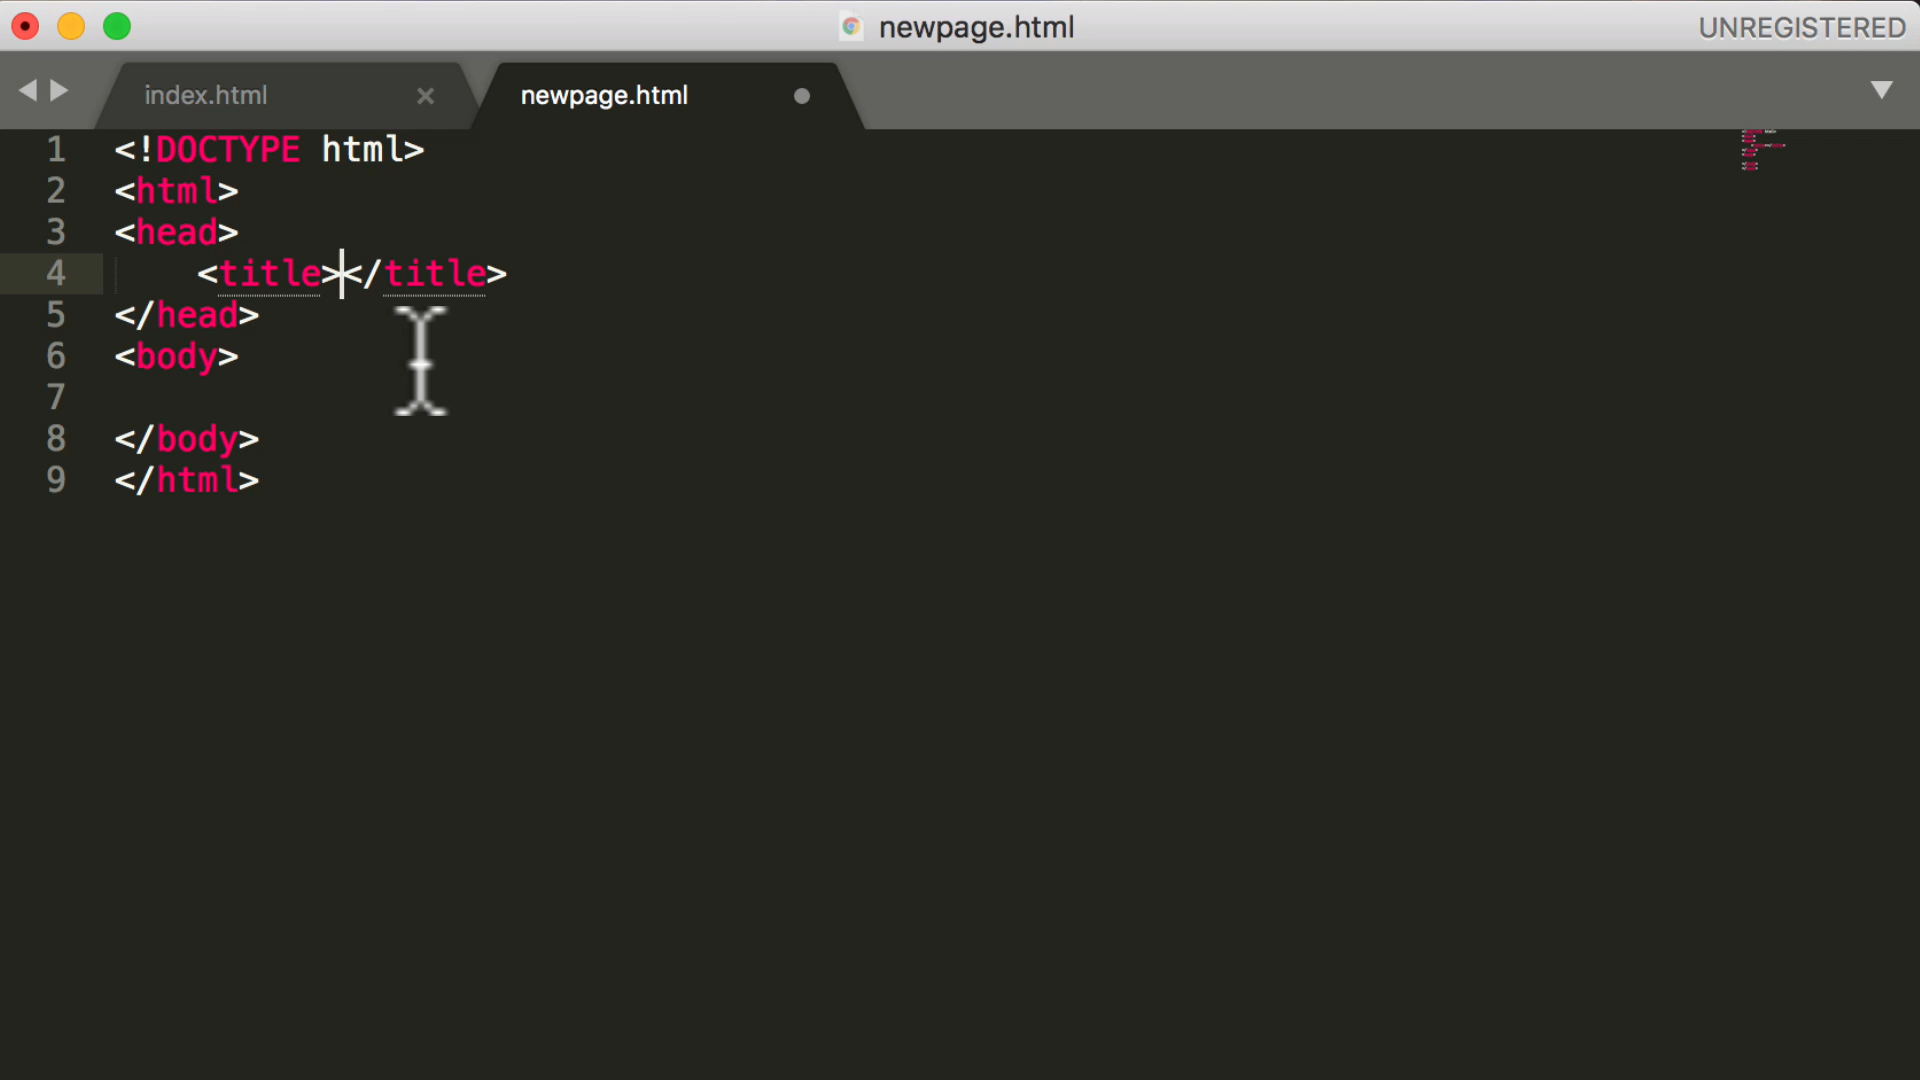 newpage.html
UNREGISTERED
index.html
newpage.html
1 <!DOCTYPE html>
2 <html>
3 <head>
4 <title></title>
5 </head>
6 <body>
7
8 </body>
9 </html>